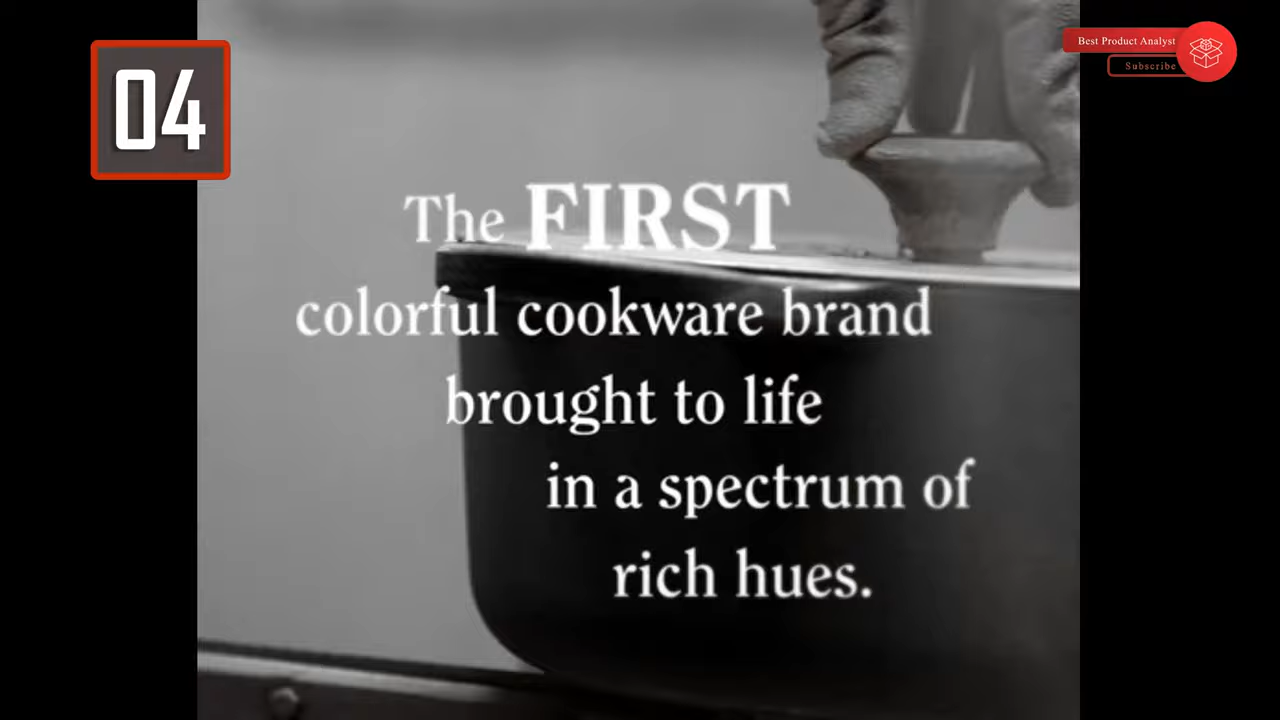 04
Best Product Analyst
Subscribe
The FIRST
colorful cookware brand
brought to life
in a spectrum of
rich hues.